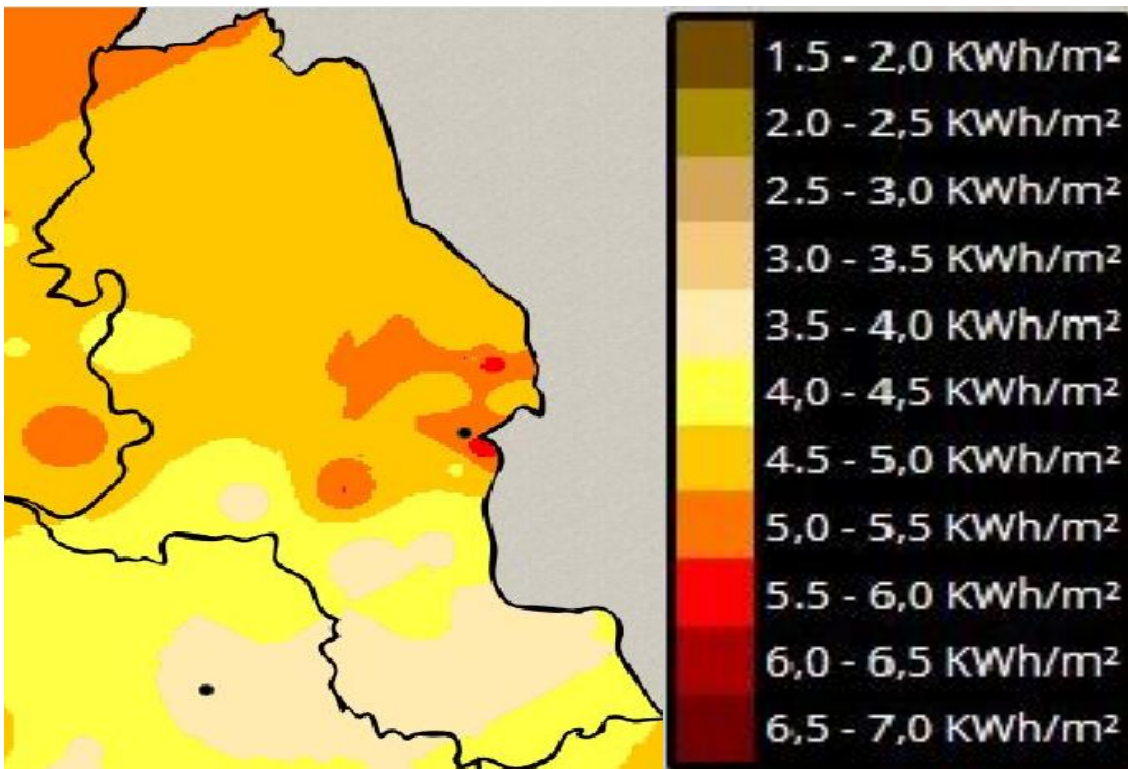 1.5 - 2,0 KWh/m²
2.0 - 2,5 KWh/m²
2.5 - 3,0 KWh/m²
3.0 - 3.5 KWh/m²
3.5 - 4,0 KWh/m²
4,0 - 4,5 KWh/m²
4.5 - 5,0 KWh/m²
5,0 - 5,5 KWh/m²
5.5 - 6,0 KWh/m²
6,0 - 6,5 KWh/m²
6,5 - 7,0 KWh/m²